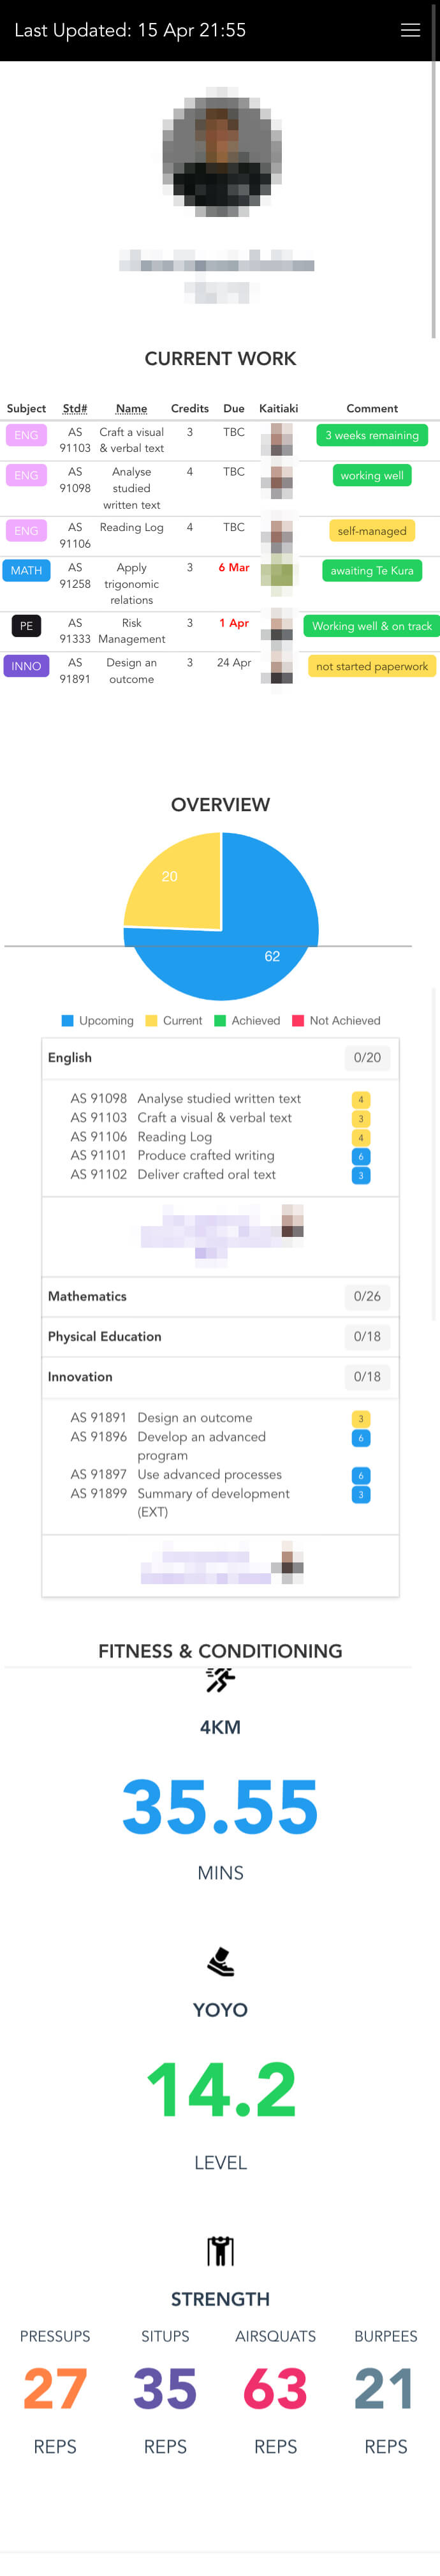 Last Updated: 15 Apr 21:55
CURRENT WORK
Subject Std# Name Credits Due Kaitiaki Comment
ENG AS 91103 Craft a visual & verbal text 3 TBC 3 weeks remaining
ENG AS 91098 Analyse studied written text 4 TBC working well
ENG AS 91106 Reading Log 4 TBC self-managed
MATH AS 91258 Apply trigonomic relations 3 6 Mar awaiting Te Kura
PE AS 91333 Risk Management 3 1 Apr Working well & on track
INNO AS 91891 Design an outcome 3 24 Apr not started paperwork
OVERVIEW
20
62
Upcoming Current Achieved Not Achieved
English 0/20
AS 91098 Analyse studied written text 4
AS 91103 Craft a visual & verbal text 3
AS 91106 Reading Log 4
AS 91101 Produce crafted writing 6
AS 91102 Deliver crafted oral text 3
Mathematics 0/26
Physical Education 0/18
Innovation 0/18
AS 91891 Design an outcome 3
AS 91896 Develop an advanced 6
program
AS 91897 Use advanced processes 6
AS 91899 Summary of development 3
(EXT)
FITNESS & CONDITIONING
4KM
35.55
MINS
YOYO
14.2
LEVEL
STRENGTH
PRESSUPS SITUPS AIRSQUATS BURPEES
27 35 63 21
REPS REPS REPS REPS